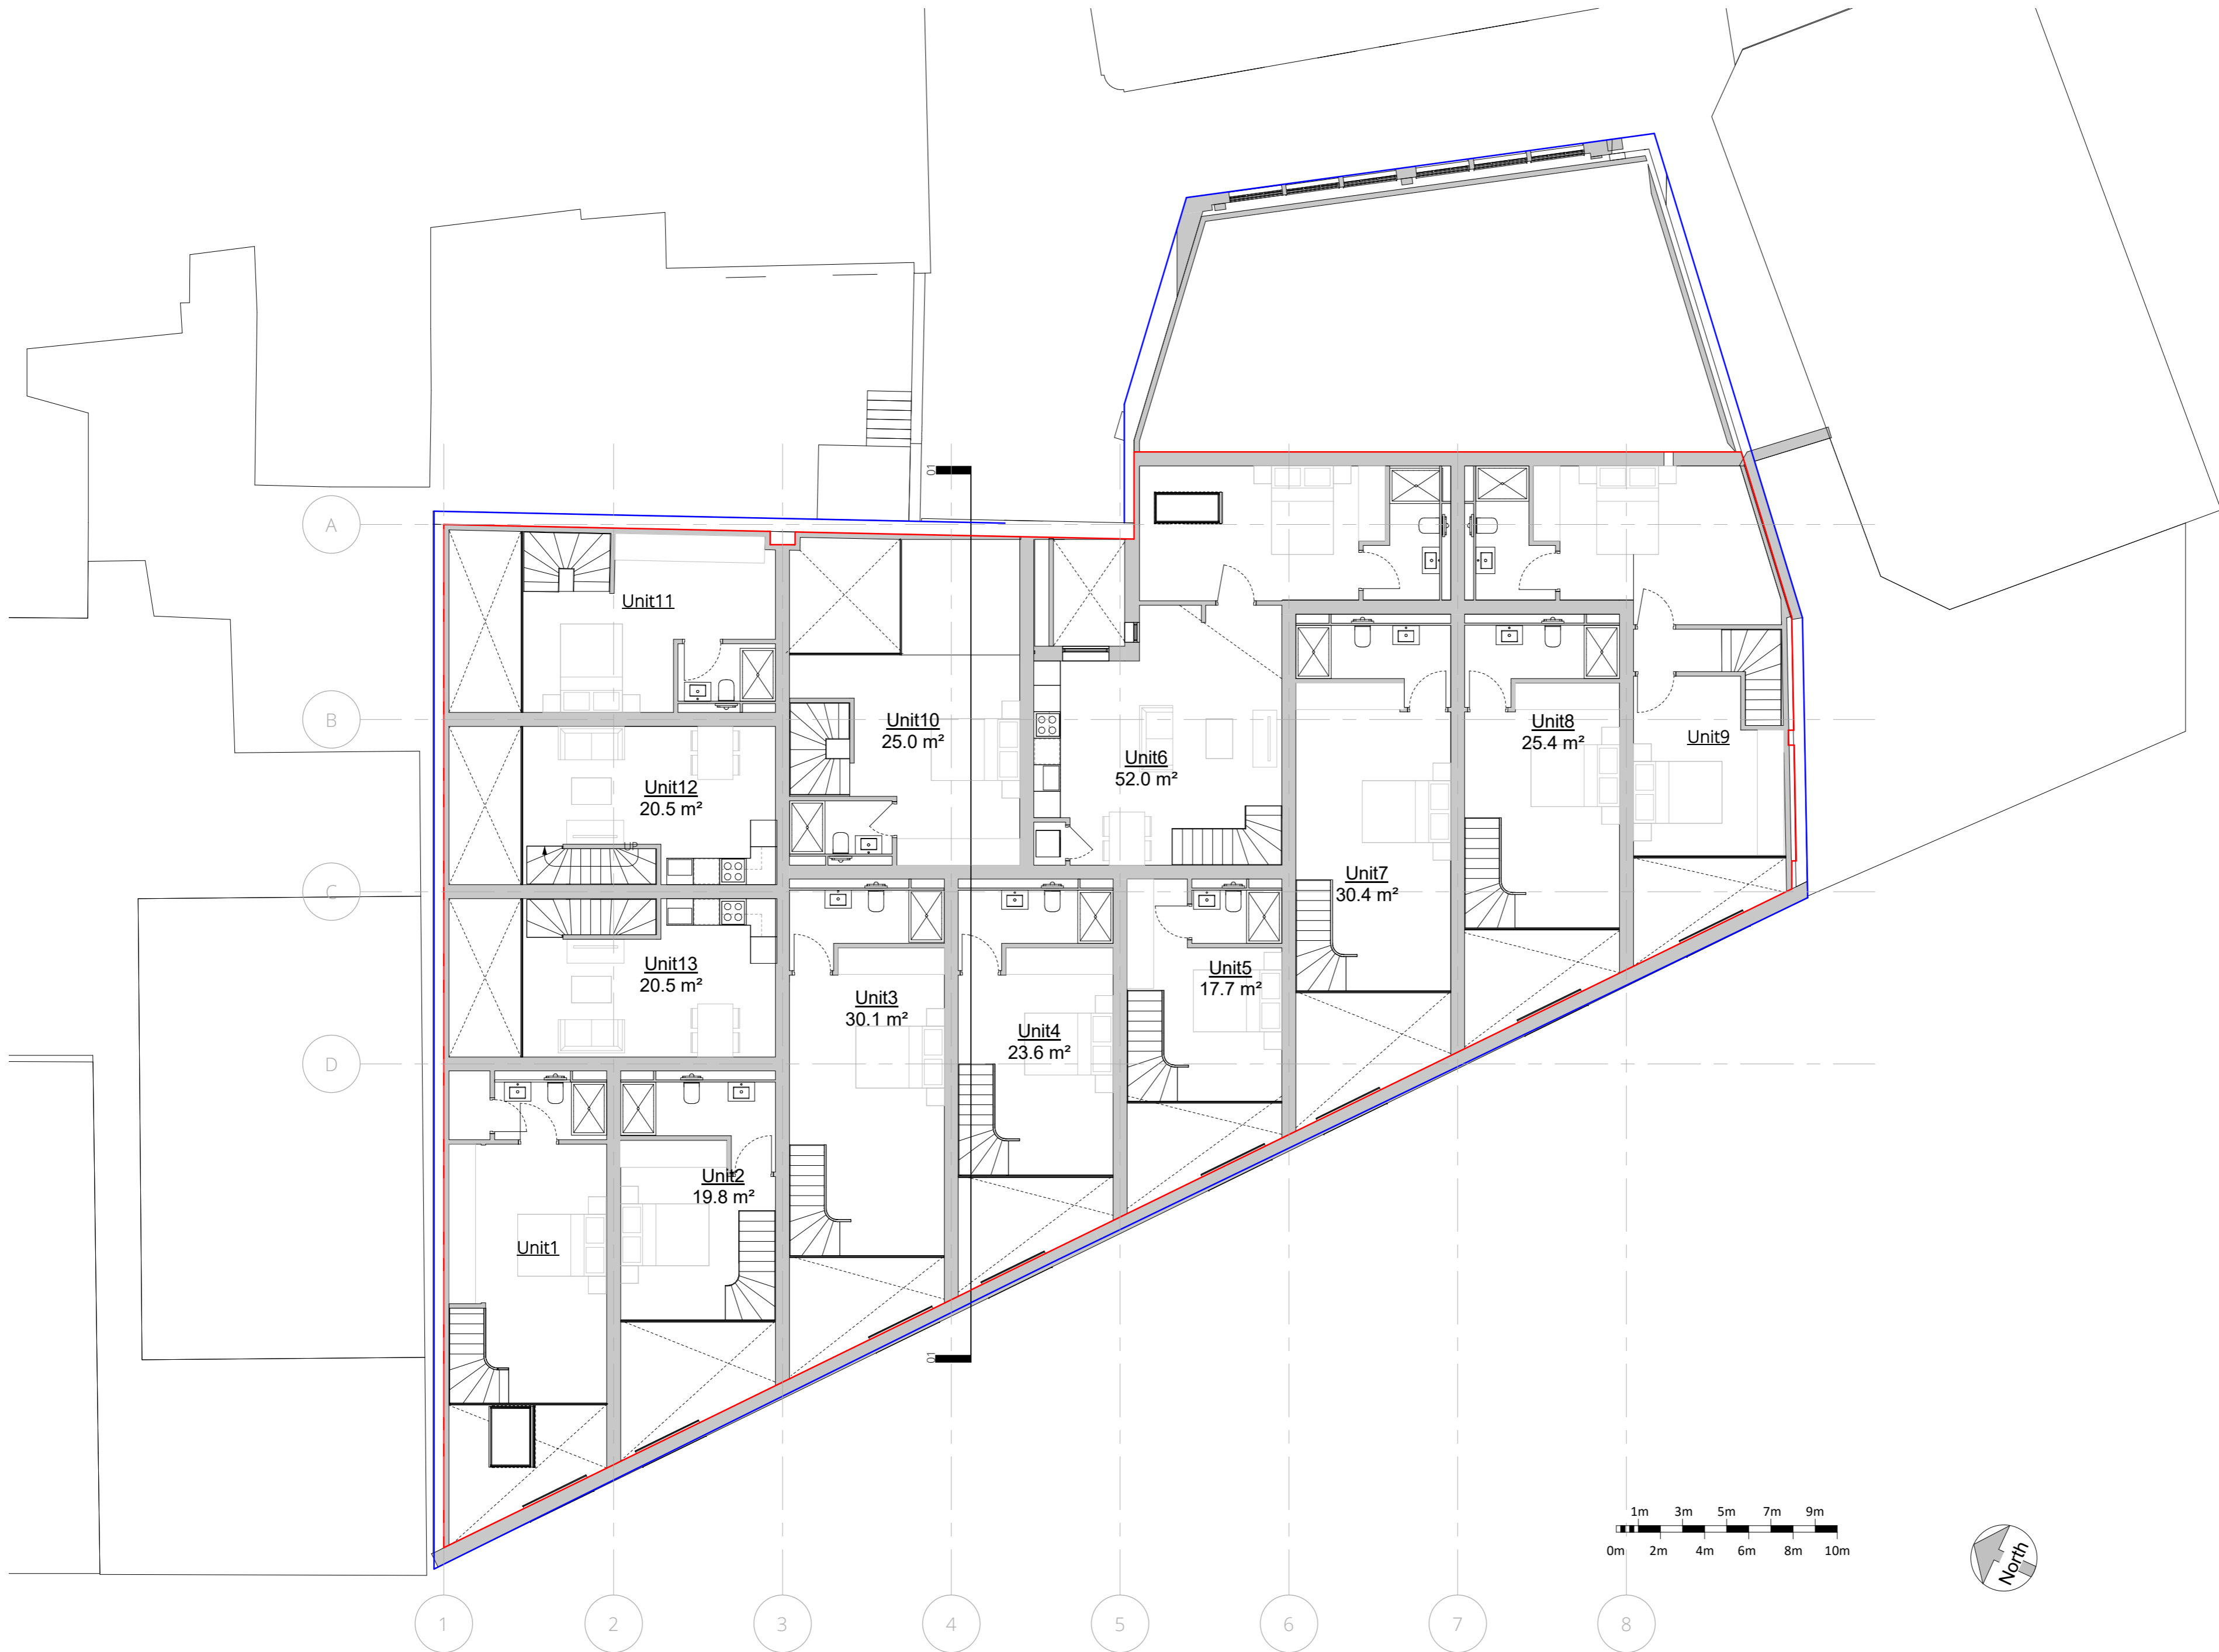 01
A
Unit11
B
Unit10
25.0 m²
Unit8
25.4 m²
Unit9
Unit6
52.0 m²
Unit12
20.5 m²
UP
C
Unit7
30.4 m²
Unit13
20.5 m²
Unit5
17.7 m²
Unit3
30.1 m²
Unit4
23.6 m²
D
Unit2
19.8 m²
Unit1
01
1m 3m 5m 7m 9m
0m 2m 4m 6m 8m 10m
North
1 2 3 4 5 6 7 8